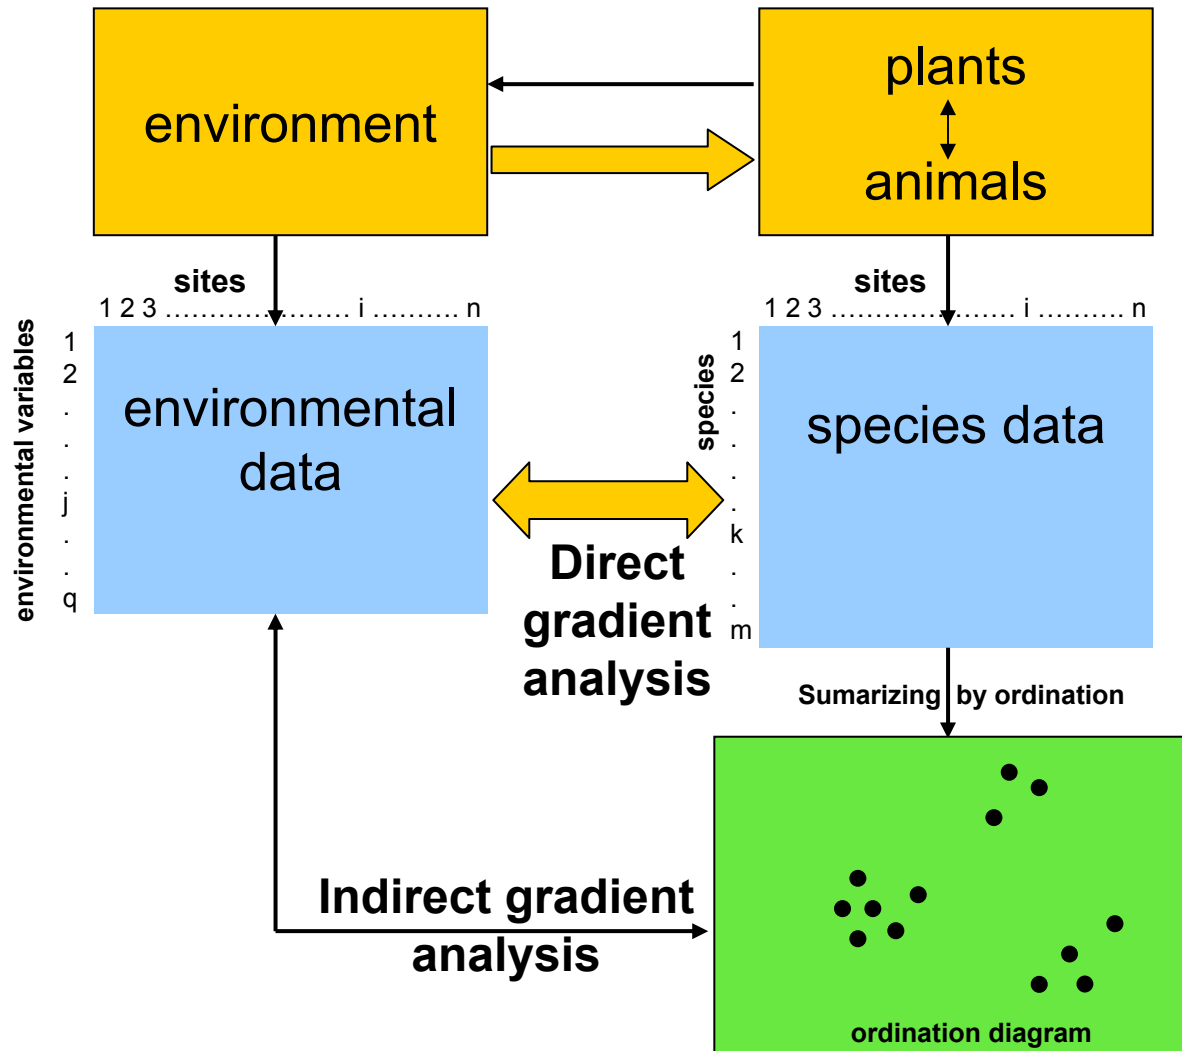 environment
plants
animals
sites
1 2 3 ...................... i .......... n
sites
1 2 3 ...................... i .......... n
environmental variables
1
2
.
.
.
j
.
.
q
environmental
data
species
1
2
.
.
.
.
k
.
.
m
species data
Direct
gradient
analysis
Sumarizing by ordination
Indirect gradient
analysis
ordination diagram